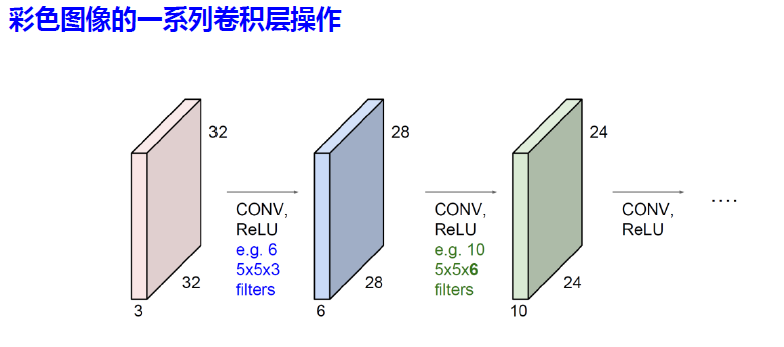 彩色图像的一系列卷积层操作
32
32
3
CONV,
ReLU
e.g. 6
5x5x3
filters
28
28
6
CONV,
ReLU
e.g. 10
5x5x6
filters
24
24
10
CONV,
ReLU
....